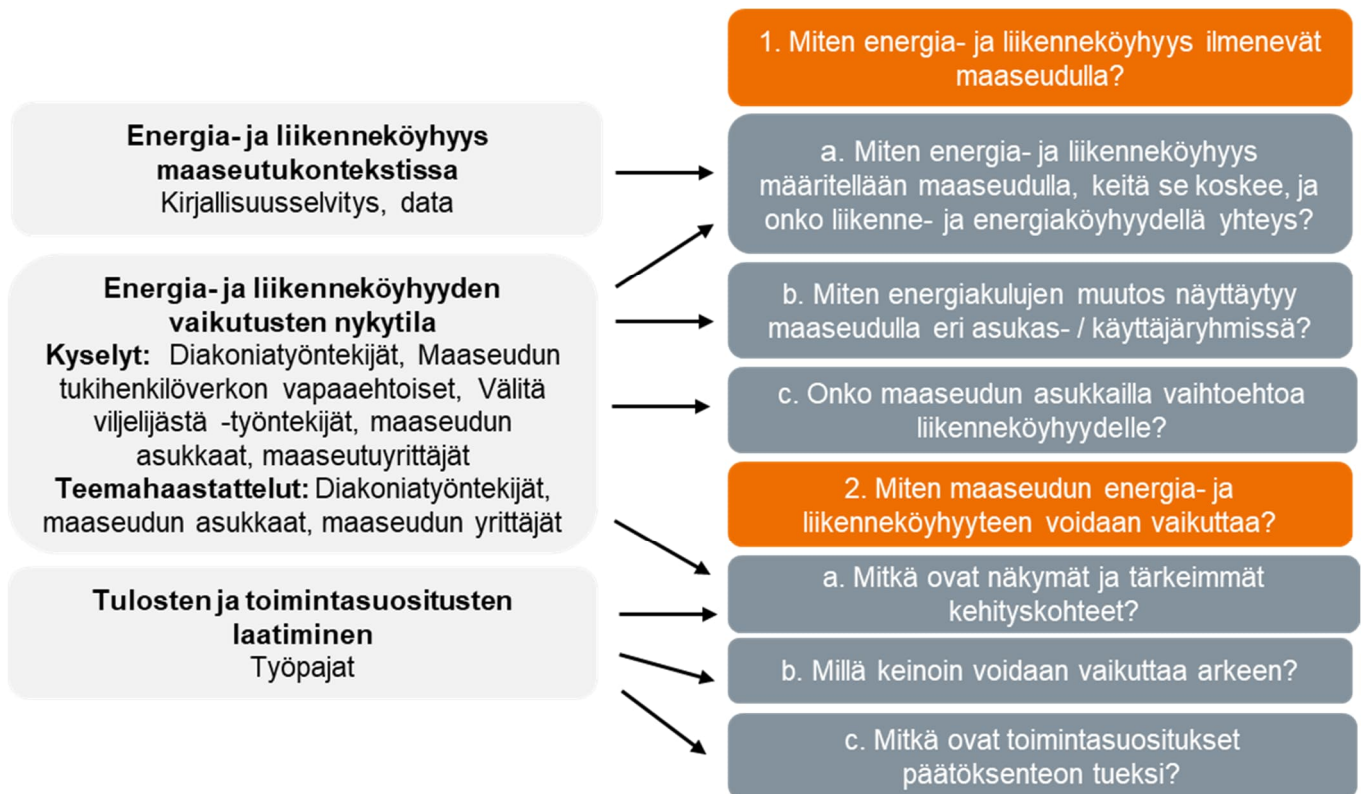 Energia- ja liikenneköyhyys
maaseutukontekstissa
Kirjallisuusselvitys, data
Energia- ja liikenneköyhyyden
vaikutusten nykytila
Kyselyt: Diakoniatyöntekijät, Maaseudun
tukihenkilöverkon vapaaehtoiset, Välitä
viljelijästä -työntekijät, maaseudun
asukkaat, maaseutuyrittäjät
Teemahaastattelut: Diakoniatyöntekijät,
maaseudun asukkaat, maaseudun yrittäjät
Tulosten ja toimintasuositusten
laatiminen
Työpajat
1. Miten energia- ja liikenneköyhyys ilmenevät
maaseudulla?
a. Miten energia- ja liikenneköyhyys
määritellään maaseudulla, keitä se koskee, ja
onko liikenne- ja energiaköyhyydellä yhteys?
b. Miten energiakulujen muutos näyttäytyy
maaseudulla eri asukas- / käyttäjäryhmissä?
c. Onko maaseudun asukkailla vaihtoehtoa
liikenneköyhyydelle?
2. Miten maaseudun energia- ja
liikenneköyhyyteen voidaan vaikuttaa?
a. Mitkä ovat näkymät ja tärkeimmät
kehityskohteet?
b. Millä keinoin voidaan vaikuttaa arkeen?
c. Mitkä ovat toimintasuositukset
päätöksenteon tueksi?